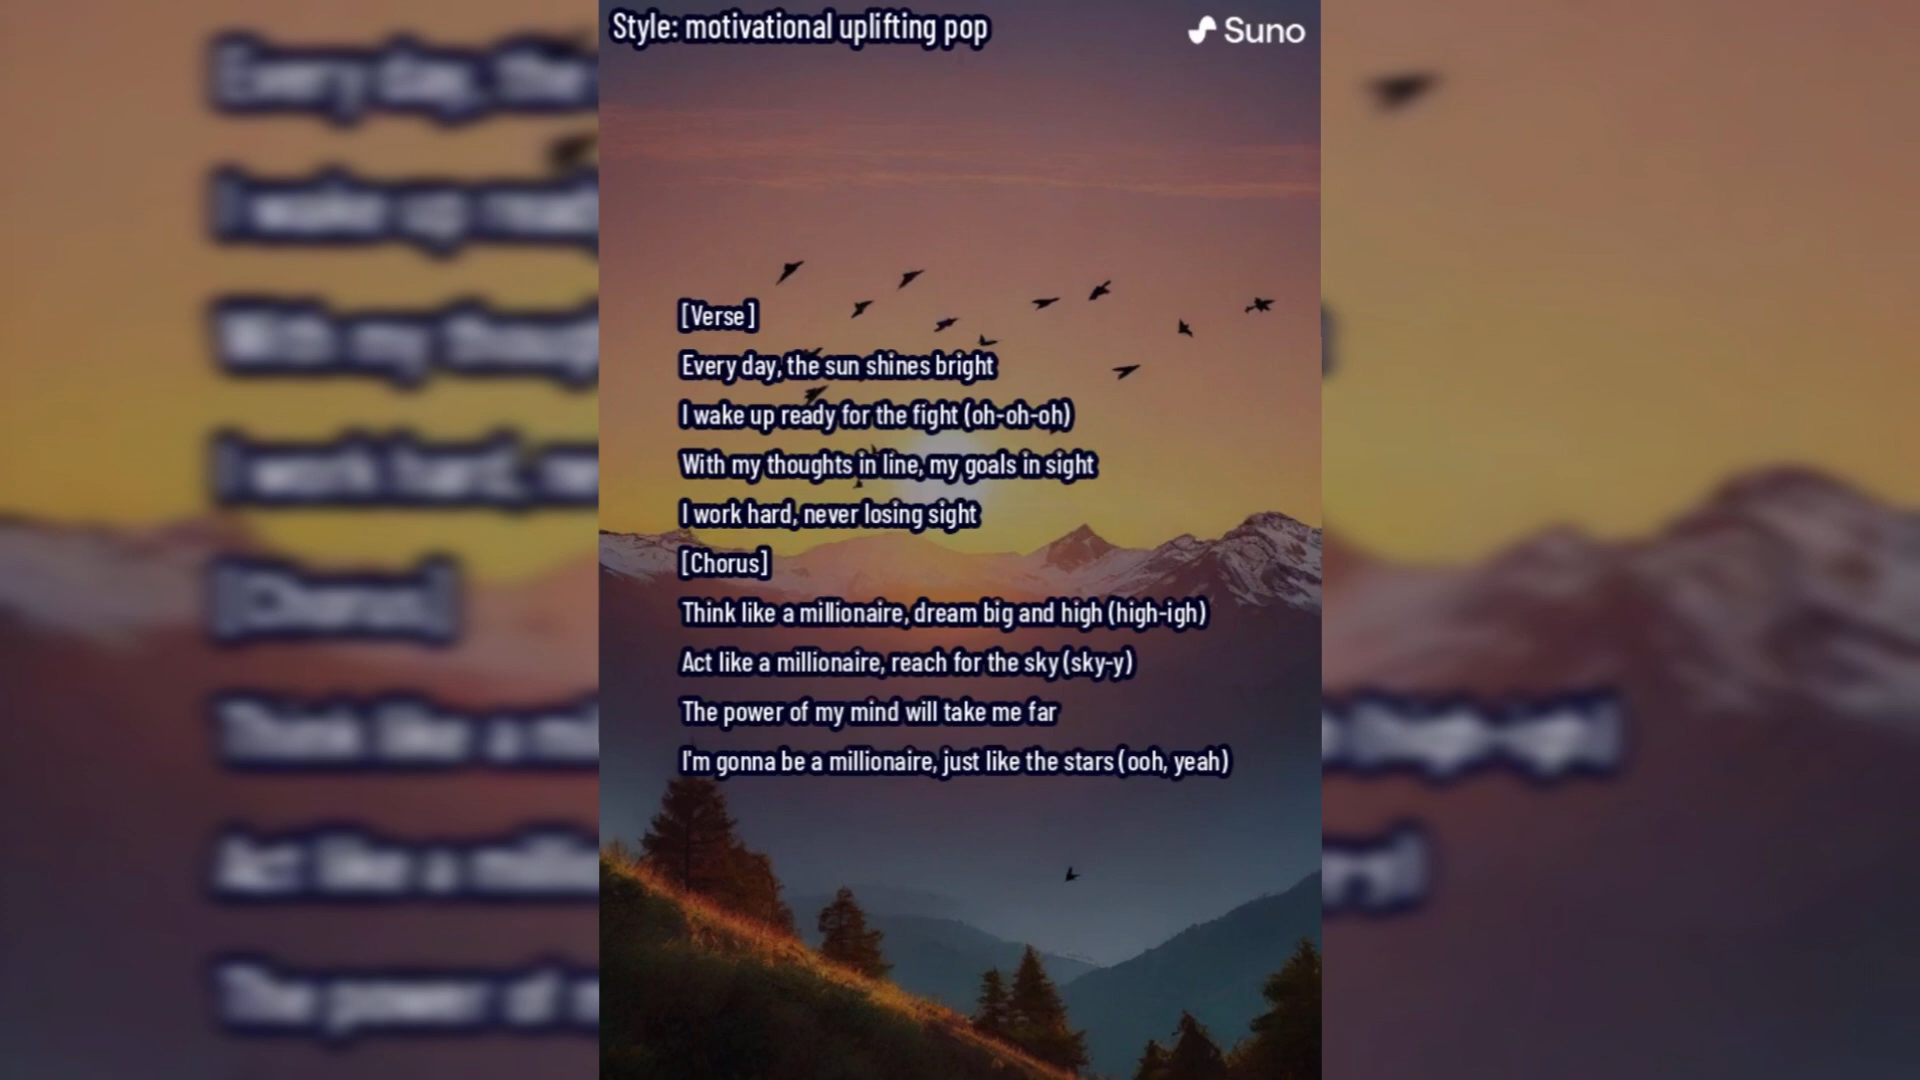 Style: motivational uplifting pop
Suno
[Verse]
Every day, the sun shines bright
I wake up ready for the fight (oh-oh-oh)
With my thoughts in line, my goals in sight
I work hard, never losing sight
[Chorus]
Think like a millionaire, dream big and high (high-igh)
Act like a millionaire, reach for the sky (sky-y)
The power of my mind will take me far
I'm gonna be a millionaire, just like the stars (ooh, yeah)